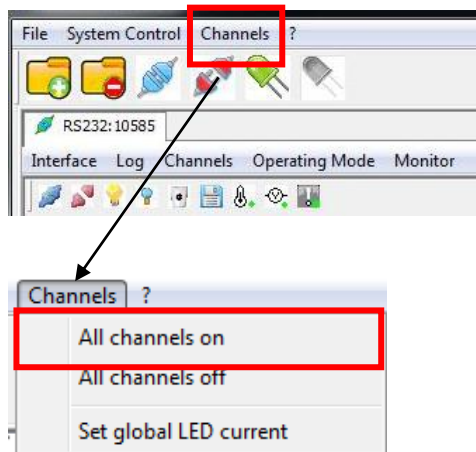 File System Control Channels ?
RS232:10585
Interface Log Channels Operating Mode Monitor
Channels ?
All channels on
All channels off
Set global LED current